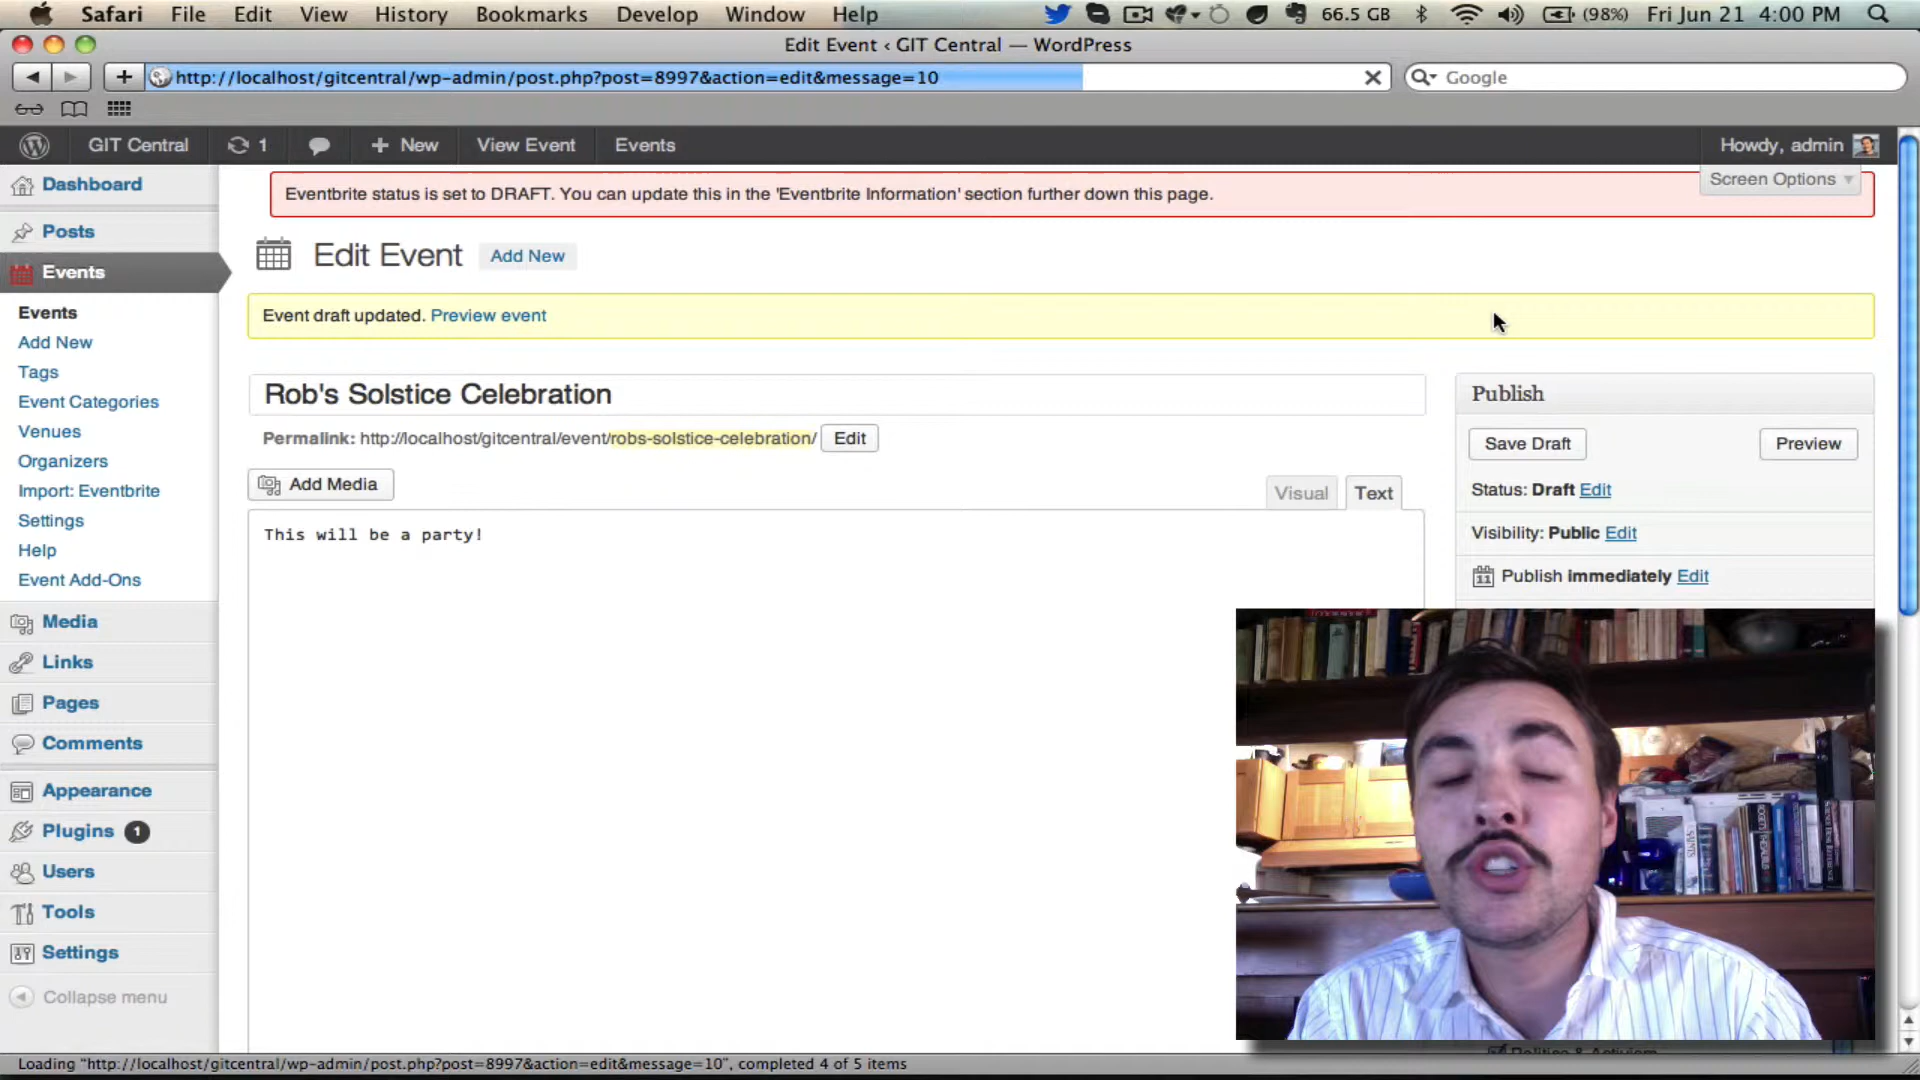 Safari File Edit View History Bookmarks Develop Window Help 66.5 GB (98%) Fri Jun 21 4:00 PM
Edit Event ‹ GIT Central — WordPress
http://localhost/gitcentral/wp-admin/post.php?post=8997&action=edit&message=10 Google
GIT Central 1 New View Event Events Howdy, admin
Screen Options
Eventbrite status is set to DRAFT. You can update this in the 'Eventbrite Information' section further down this page.
Edit Event Add New
Event draft updated. Preview event
Rob's Solstice Celebration
Permalink: http://localhost/gitcentral/event/robs-solstice-celebration/ Edit
Add Media
Visual Text
This will be a party!
Dashboard
Posts
Events
Events
Add New
Tags
Event Categories
Venues
Organizers
Import: Eventbrite
Settings
Help
Event Add-Ons
Media
Links
Pages
Comments
Appearance
Plugins 1
Users
Tools
Settings
Collapse menu
Publish
Save Draft Preview
Status: Draft Edit
Visibility: Public Edit
11 Publish immediately Edit
Loading "http://localhost/gitcentral/wp-admin/post.php?post=8997&action=edit&message=10", completed 4 of 5 items